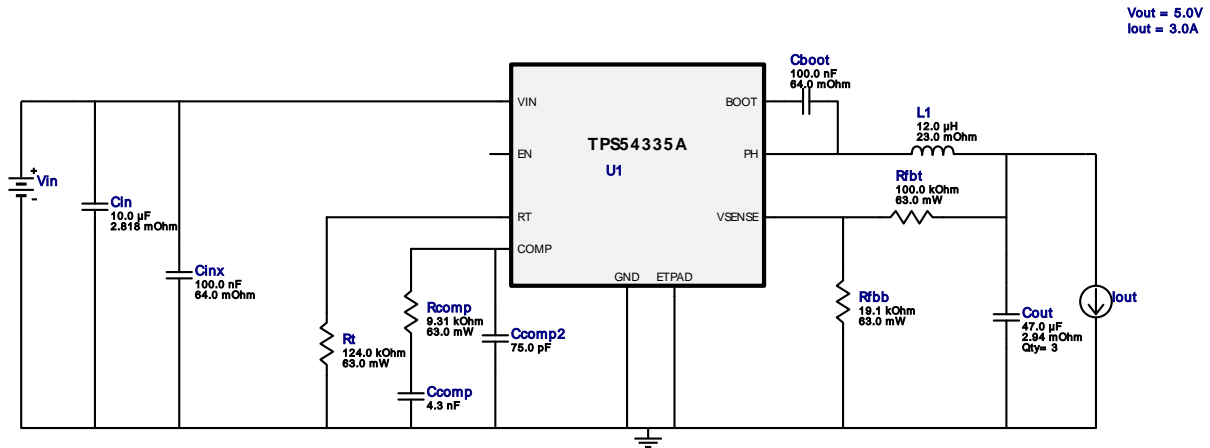 Vout = 5.0V
Iout = 3.0A
Cboot
100.0 nF
64.0 mOhm
VIN
BOOT
L1
12.0 µH
23.0 mOhm
TPS54335A
U1
EN
PH
Vin
+
-
Rfbt
100.0 kOhm
63.0 mW
Cin
10.0 µF
2.818 mOhm
RT
VSENSE
COMP
Cinx
100.0 nF
64.0 mOhm
GND
ETPAD
Rcomp
9.31 kOhm
63.0 mW
Rfbb
19.1 kOhm
63.0 mW
Iout
Cout
47.0 µF
2.94 mOhm
Qty= 3
Rt
124.0 kOhm
63.0 mW
Ccomp2
75.0 pF
Ccomp
4.3 nF